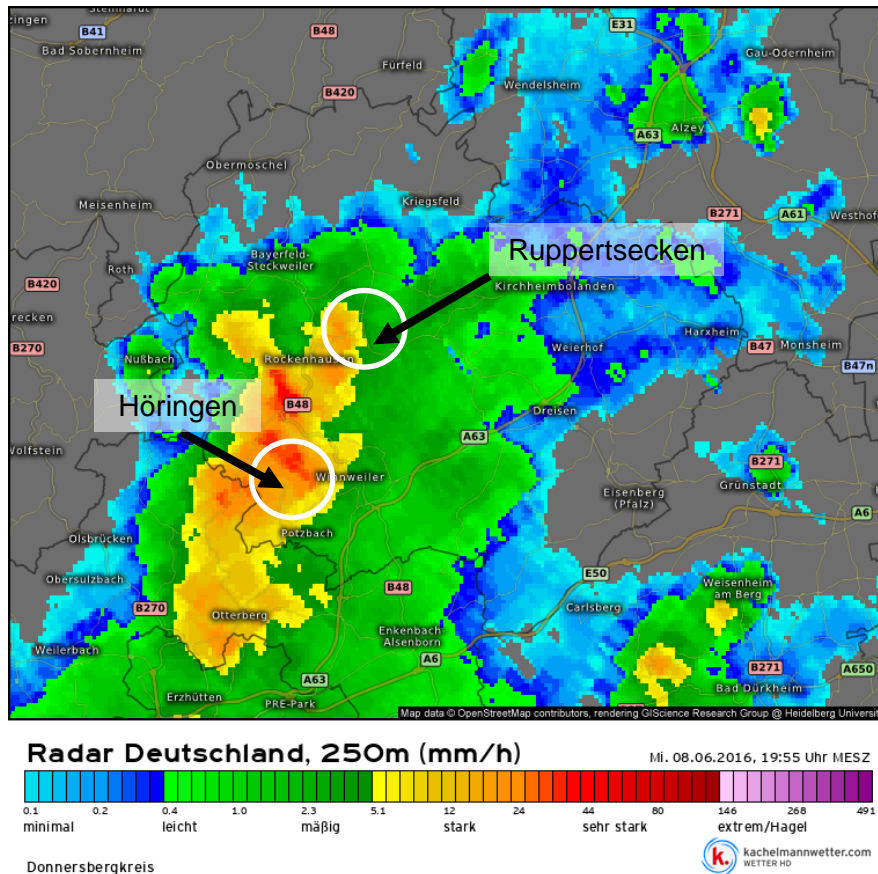 B41
Bad Sobernheim
B48
E31
Gau-Odernheim
Fürfeld
Wendelsheim
B420
A63
Alzey
Obermoschel
Meisenheim
Kriegsfeld
B271
A61
Westhofe
Bayerfeld-
Steckweiler
Ruppertsecken
Roth
B420
Kirchheimbolanden
recken
B270
Nußbach
Rockenhausen
Weierhof
Harxheim
B47
Monsheim
B47n
Höringen
B48
Dreisen
A63
Wolfstein
B271
Winnweiler
Grünstadt
Eisenberg
(Pfalz)
A6
Potzbach
Olsbrücken
Obersulzbach
E50
B48
Weisenheim
am Berg
B270
Otterberg
Carlsberg
Enkenbach-
Alsenborn
Weilerbach
A6
B271
A650
A63
Bad Dürkheim
Erzhütten
PRE-Park
Map data © OpenStreetMap contributors, rendering GIScience Research Group @ Heidelberg Universit
Radar Deutschland, 250m (mm/h)
Mi. 08.06.2016, 19:55 Uhr MESZ
0.1 0.2 0.4 1.0 2.3 5.1 12 24 44 80 146 268 491
minimal leicht mäßig stark sehr stark extrem/Hagel
Donnersbergkreis
k.
kachelmannwetter.com
WETTER HD